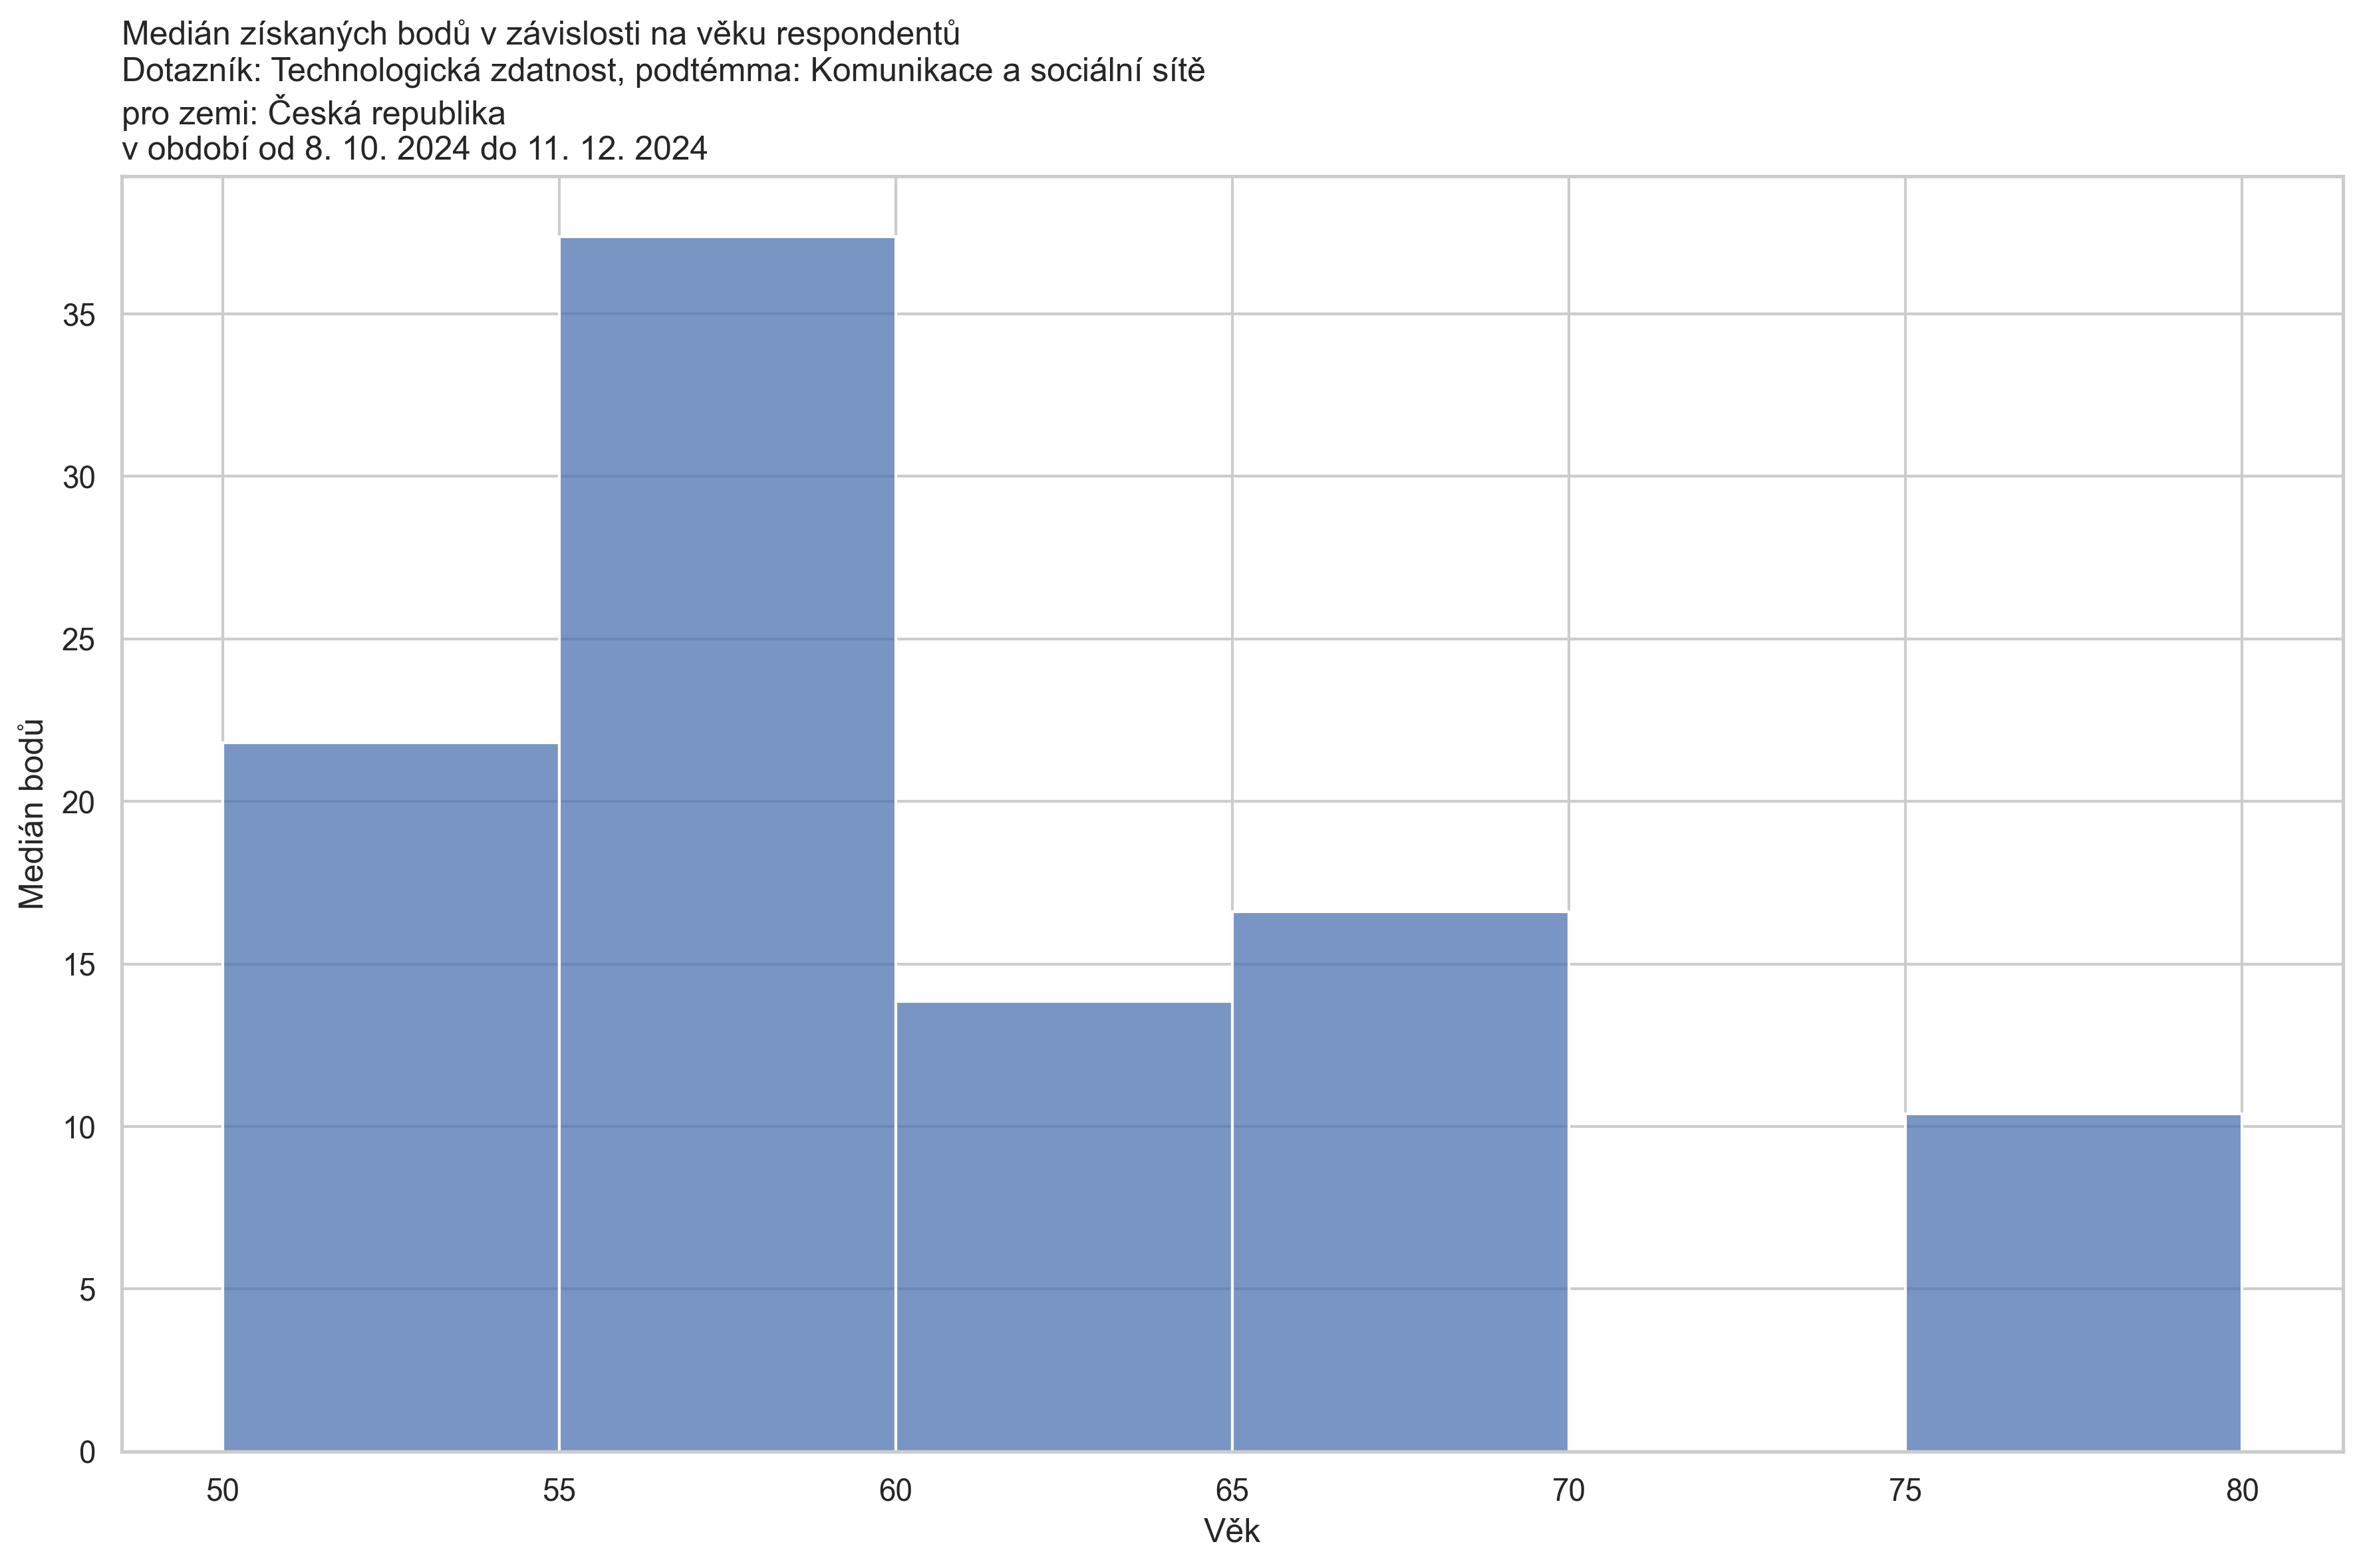 Medián získaných bodů v závislosti na věku respondentů
Dotazník: Technologická zdatnost, podtémma: Komunikace a sociální sítě
pro zemi: Česká republika
v období od 8. 10. 2024 do 11. 12. 2024
Medián bodů
35
30
25
20
15
10
5
0
50 55 60 65 70 75 80
Věk